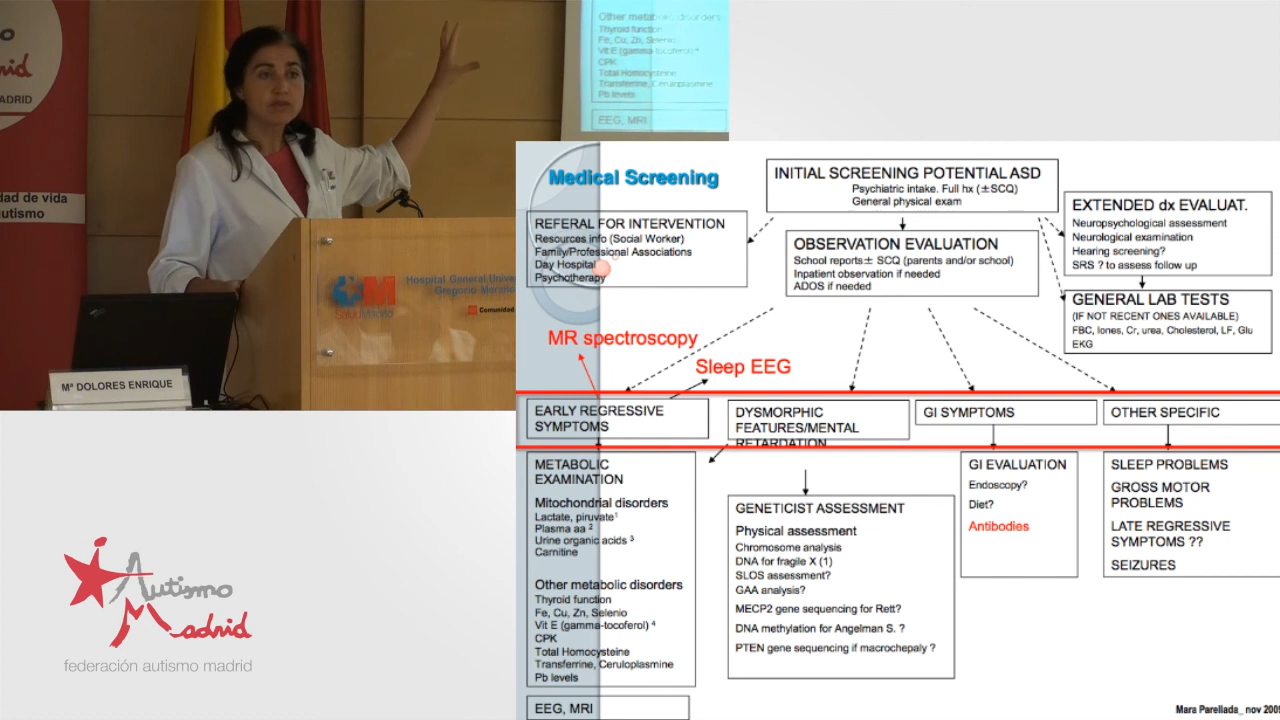 o
rid
ADRID
dad de vida
utismo
Mª DOLORES ENRIQUE
SaludMadrid
Hospital General Univer
Gregorio Maraño
Comunidad
Other metabolic disorders
Thyroid function
Fe, Cu, Zn, Selenio
Vit E (gamma-tocoferol) 4
CPK
Total Homocysteine
Transferrine, Ceruloplasmine
Pb levels
EEG, MRI
Medical Screening
INITIAL SCREENING POTENTIAL ASD
Psychiatric intake. Full hx (±SCQ)
General physical exam
REFERAL FOR INTERVENTION
Resources info (Social Worker)
Family/Professional Associations
Day Hospital
Psychotherapy
OBSERVATION EVALUATION
School reports± SCQ (parents and/or school)
Inpatient observation if needed
ADOS if needed
EXTENDED dx EVALUAT.
Neuropsychological assessment
Neurological examination
Hearing screening?
SRS ? to assess follow up
GENERAL LAB TESTS
(IF NOT RECENT ONES AVAILABLE)
FBC, Iones, Cr, urea, Cholesterol, LF, Glu
EKG
MR spectroscopy
Sleep EEG
EARLY REGRESSIVE
SYMPTOMS
DYSMORPHIC
FEATURES/MENTAL
RETARDATION
GI SYMPTOMS
OTHER SPECIFIC
METABOLIC
EXAMINATION
Mitochondrial disorders
Lactate, piruvate1
Plasma aa 2
Urine organic acids 3
Carnitine
Other metabolic disorders
Thyroid function
Fe, Cu, Zn, Selenio
Vit E (gamma-tocoferol) 4
CPK
Total Homocysteine
Transferrine, Ceruloplasmine
Pb levels
EEG, MRI
GENETICIST ASSESSMENT
Physical assessment
Chromosome analysis
DNA for fragile X (1)
SLOS assessment?
GAA analysis?
MECP2 gene sequencing for Rett?
DNA methylation for Angelman S. ?
PTEN gene sequencing if macrochepaly ?
GI EVALUATION
Endoscopy?
Diet?
Antibodies
SLEEP PROBLEMS
GROSS MOTOR
PROBLEMS
LATE REGRESSIVE
SYMPTOMS ??
SEIZURES
Mara Parellada_ nov 2009
Autismo
Madrid
federación autismo madrid